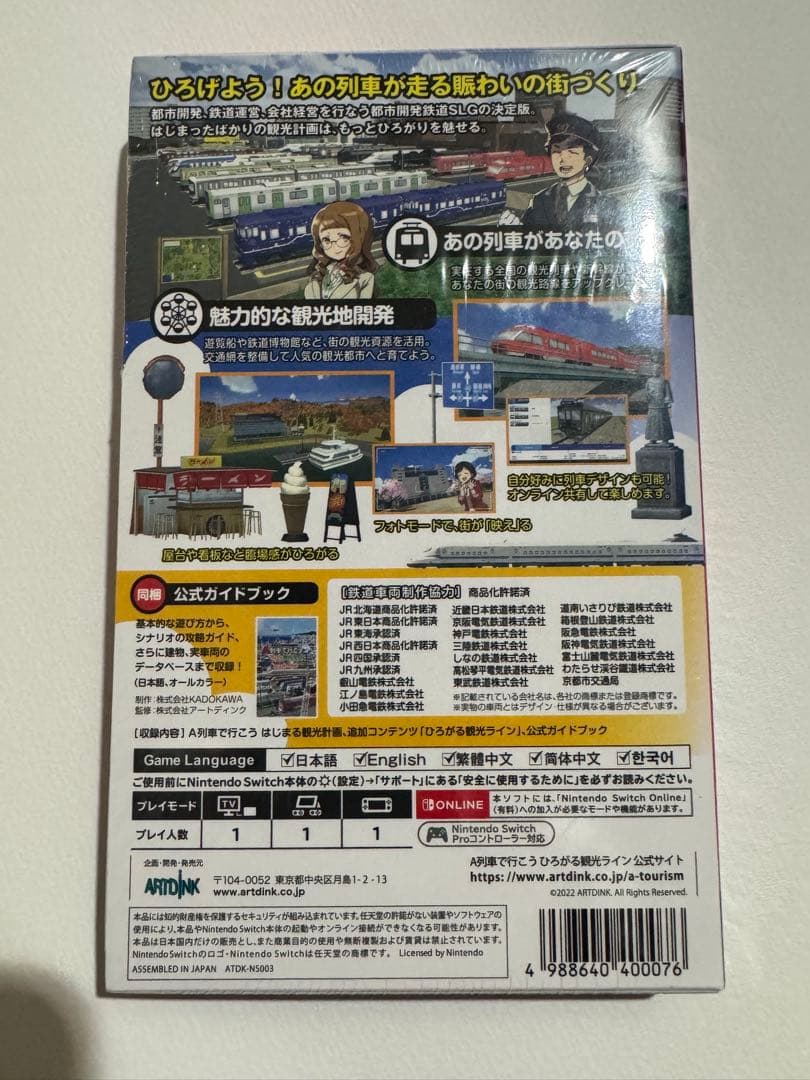 ひろげよう！あの列車が走る賑わいの街づくり
都市開発、鉄道運営、会社経営を行なう都市開発鉄道SLGの決定版。
はじまったばかりの観光計画は、もっとひろがりを魅せる。
あの列車があなたの
実在する全国の観光列車や
あなたの街の観光路線をアップグレ
魅力的な観光地開発
遊覧船や鉄道博物館など、街の観光資源を活用。
交通網を整備して人気の観光都市へと育てよう。
ラーメン
自分好みに列車デザインも可能！
オンライン共有して楽しめます。
フォトモードで、街が「映え」る
屋台や看板など臨場感がひろがる
同梱 公式ガイドブック
基本的な遊び方から、
シナリオの攻略ガイド、
さらに建物、実車両の
データベースまで収録！
（日本語、オールカラー）
制作：株式会社KADOKAWA
監修：株式会社アートディンク
【鉄道車両制作協力】 商品化許諾済
JR北海道商品化許諾済
JR東日本商品化許諾済
JR東海承認済
JR西日本商品化許諾済
JR四国承認済
JR九州承認済
叡山電鉄株式会社
江ノ島電鉄株式会社
小田急電鉄株式会社
近畿日本鉄道株式会社
京阪電気鉄道株式会社
神戸電鉄株式会社
三陸鉄道株式会社
しなの鉄道株式会社
高松琴平電気鉄道株式会社
東武鉄道株式会社
道南いさりび鉄道株式会社
箱根登山鉄道株式会社
阪急電鉄株式会社
阪神電気鉄道株式会社
富士山麓電気鉄道株式会社
わたらせ渓谷鐵道株式会社
京都市交通局
※記載されている会社名は、各社の商標または登録商標です。
※実物の車両とはデザイン・仕様が異なる場合がございます。
［収録内容］A列車で行こう はじまる観光計画、追加コンテンツ「ひろがる観光ライン」、公式ガイドブック
Game Language 日本語 English 繁體中文 简体中文 한국어
ご使用前にNintendo Switch本体の（設定）→「サポート」にある「安全に使用するために」を必ずお読みください。
プレイモード TV
プレイ人数 1 1 1
ONLINE 本ソフトには、「Nintendo Switch Online」
（有料）への加入が必要なモードや機能があります。
Nintendo Switch
Proコントローラー対応
企画・開発・発売元
ARTDINK
〒104-0052 東京都中央区月島1-2-13
www.artdink.co.jp
A列車で行こう ひろがる観光ライン 公式サイト
https://www.artdink.co.jp/a-tourism
©2022 ARTDINK. All Rights Reserved.
本品には知的財産権を保護するセキュリティが組み込まれています。任天堂の許諾がない装置やソフトウェアの
使用により、本品やNintendo Switch本体の起動やオンライン接続ができなくなる可能性があります。
本品は日本国内だけの販売とし、また商業目的の使用や無断複製および賃貸は禁止されています。
Nintendo Switchのロゴ・Nintendo Switchは任天堂の商標です。 Licensed by Nintendo
ASSEMBLED IN JAPAN ATDK-NS003
4 988640 400076